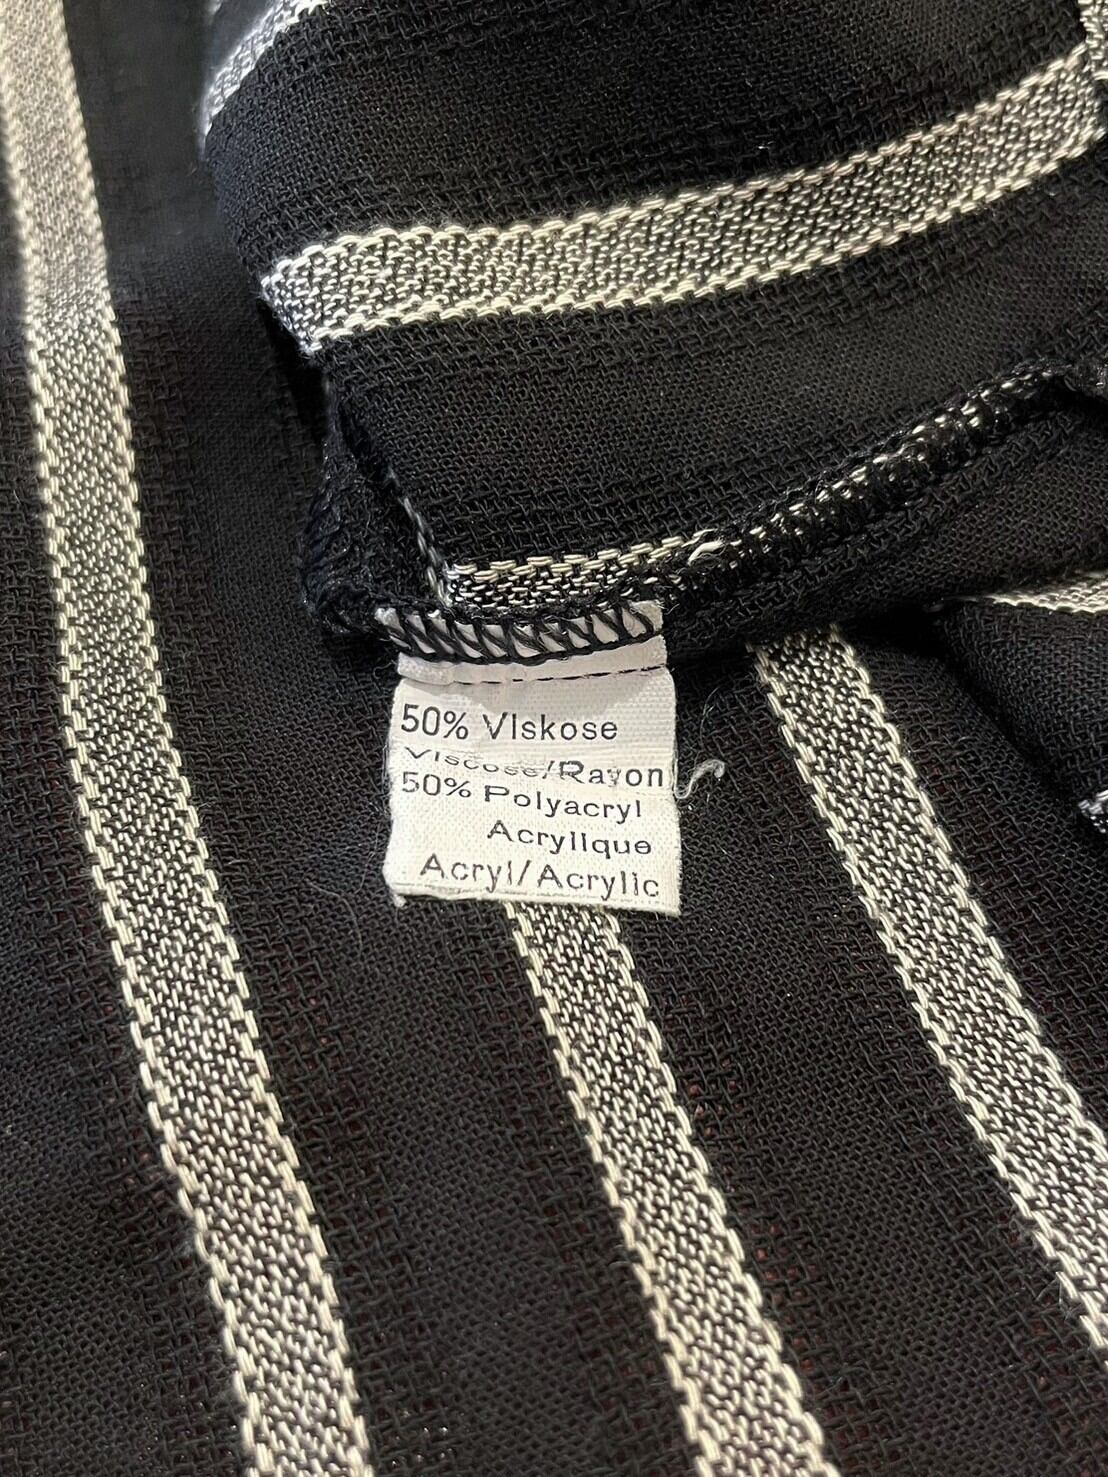 50% VIskose
Viscose/Rayon
50% Polyacryl
Acrylique
Acryl/Acrylic